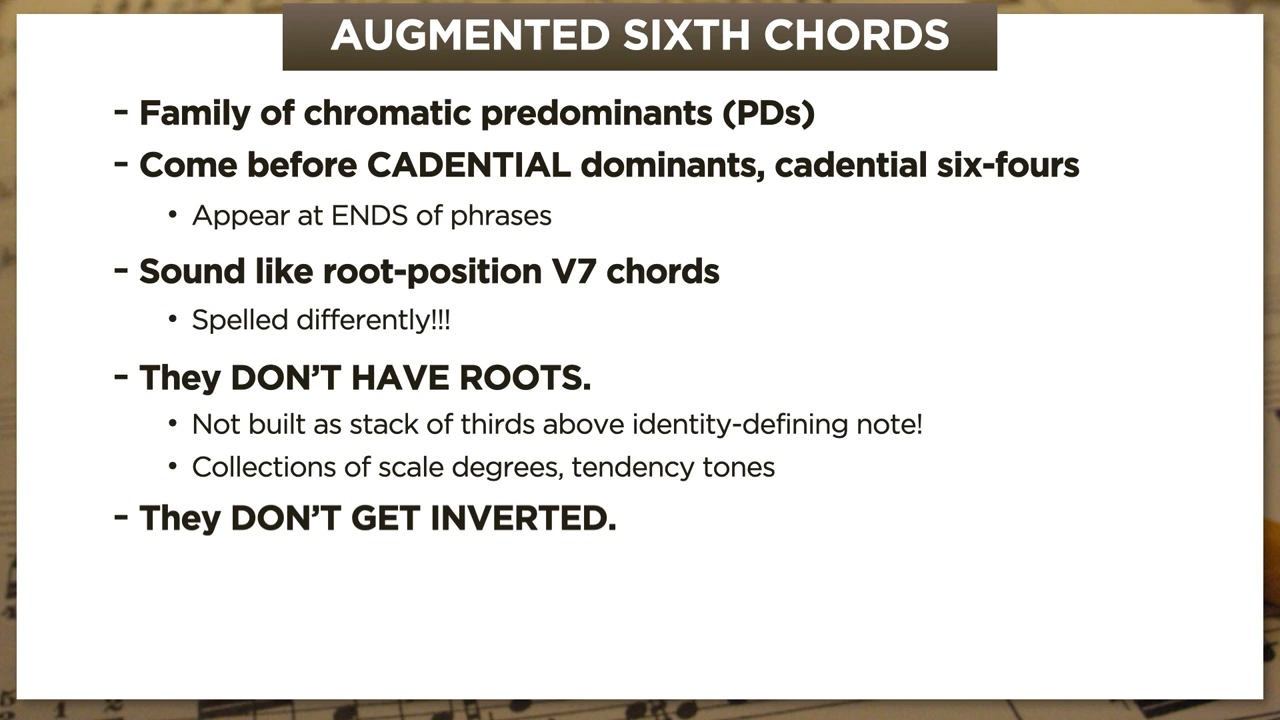 AUGMENTED SIXTH CHORDS
- Family of chromatic predominants (PDs)
- Come before CADENTIAL dominants, cadential six-fours
• Appear at ENDS of phrases
- Sound like root-position V7 chords
• Spelled differently!!!
- They DON'T HAVE ROOTS.
• Not built as stack of thirds above identity-defining note!
• Collections of scale degrees, tendency tones
- They DON'T GET INVERTED.